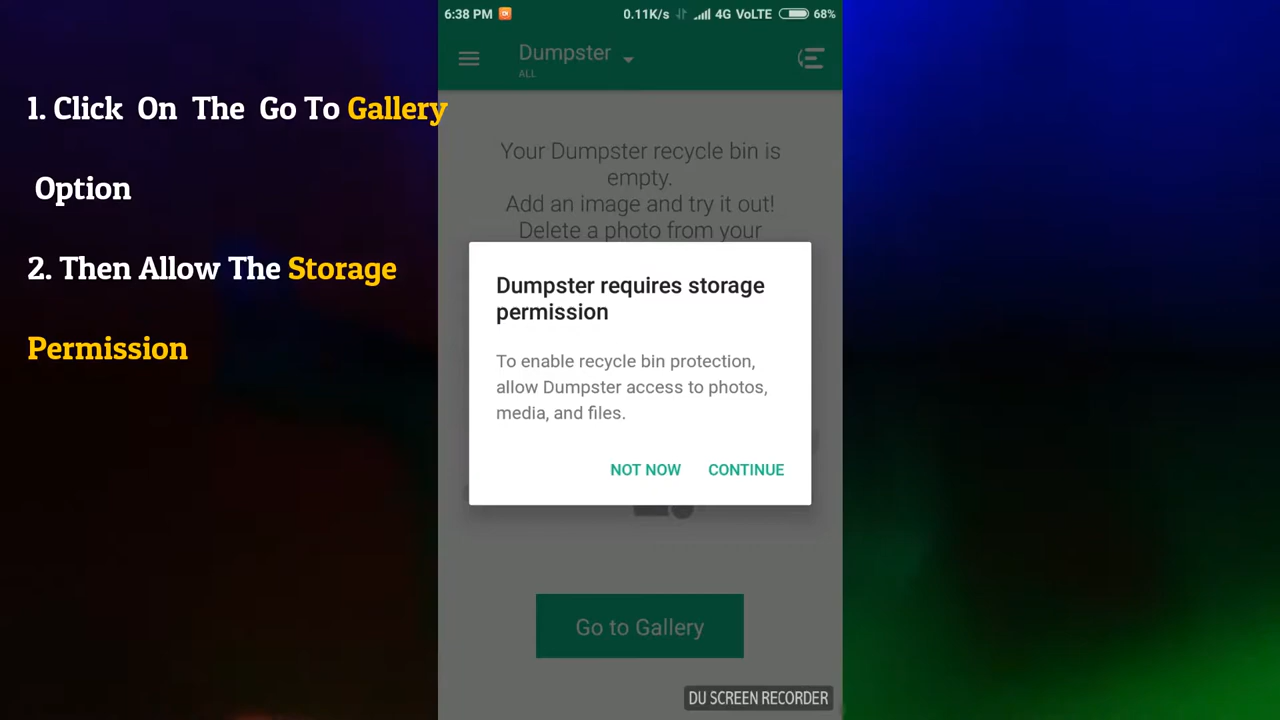 6:38 PM 0.11K/s 4G VoLTE 68%
Dumpster
ALL
1. Click On The Go To Gallery
Option
2. Then Allow The Storage
Permission
Your Dumpster recycle bin is
empty.
Add an image and try it out!
Delete a photo from your
Dumpster requires storage
permission
To enable recycle bin protection,
allow Dumpster access to photos,
media, and files.
NOT NOW CONTINUE
Go to Gallery
DU SCREEN RECORDER